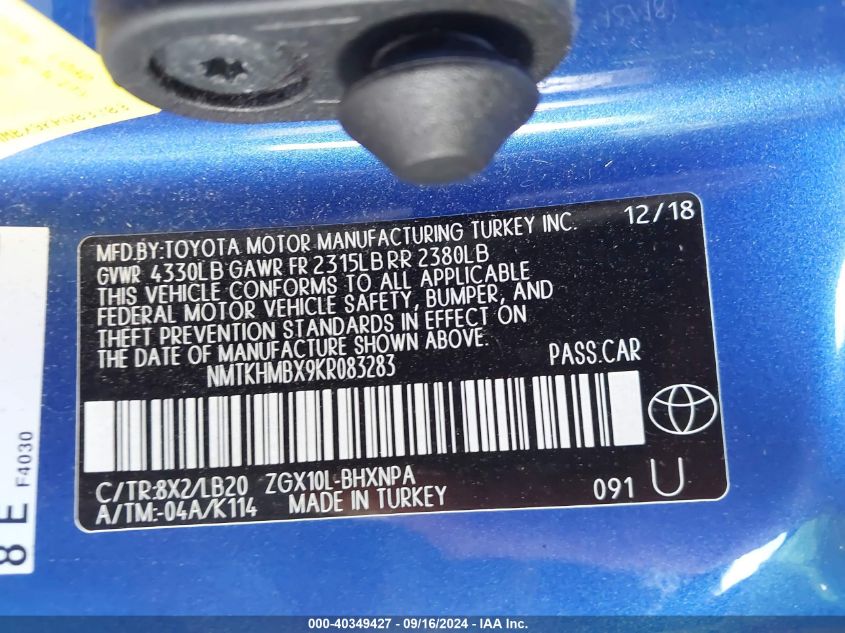 MFD.BY:TOYOTA MOTOR MANUFACTURING TURKEY INC. 12/18
GVWR 4330LB GAWR FR 2315LB RR 2380LB
THIS VEHICLE CONFORMS TO ALL APPLICABLE
FEDERAL MOTOR VEHICLE SAFETY, BUMPER, AND
THEFT PREVENTION STANDARDS IN EFFECT ON
THE DATE OF MANUFACTURE SHOWN ABOVE.
NMTKHMBX9KR083283 PASS.CAR
C/TR:8X2/LB20 ZGX10L-BHXNPA
A/TM:-04A/K114 MADE IN TURKEY 091 U
8 E F4030
000-40349427 - 09/16/2024 - IAA Inc.